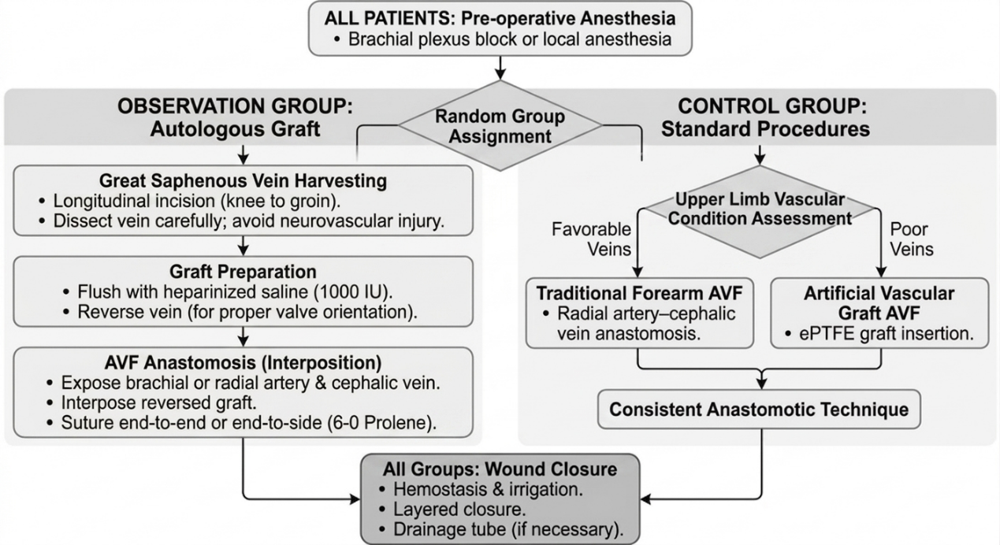 ALL PATIENTS: Pre-operative Anesthesia
• Brachial plexus block or local anesthesia
Random Group
Assignment
OBSERVATION GROUP:
Autologous Graft
Great Saphenous Vein Harvesting
• Longitudinal incision (knee to groin).
• Dissect vein carefully; avoid neurovascular injury.
Graft Preparation
• Flush with heparinized saline (1000 IU).
• Reverse vein (for proper valve orientation).
AVF Anastomosis (Interposition)
• Expose brachial or radial artery & cephalic vein.
• Interpose reversed graft.
• Suture end-to-end or end-to-side (6-0 Prolene).
CONTROL GROUP:
Standard Procedures
Upper Limb Vascular
Condition Assessment
Favorable
Veins
Poor
Veins
Traditional Forearm AVF
• Radial artery–cephalic
vein anastomosis.
Artificial Vascular
Graft AVF
• ePTFE graft insertion.
Consistent Anastomotic Technique
All Groups: Wound Closure
• Hemostasis & irrigation.
• Layered closure.
• Drainage tube (if necessary).